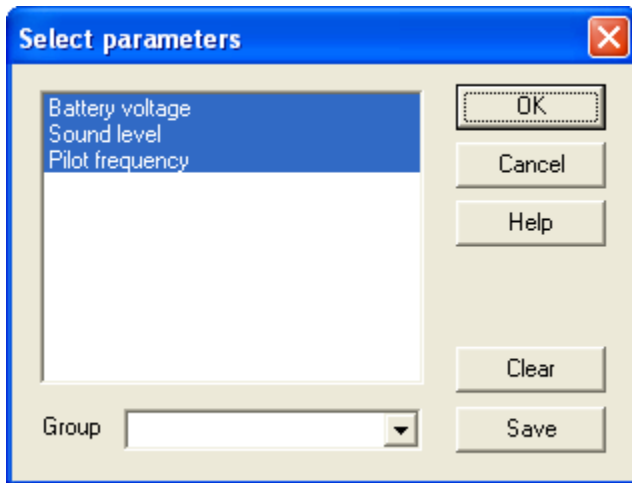 Select parameters
Battery voltage
Sound level
Pilot frequency
OK
Cancel
Help
Clear
Group
Save